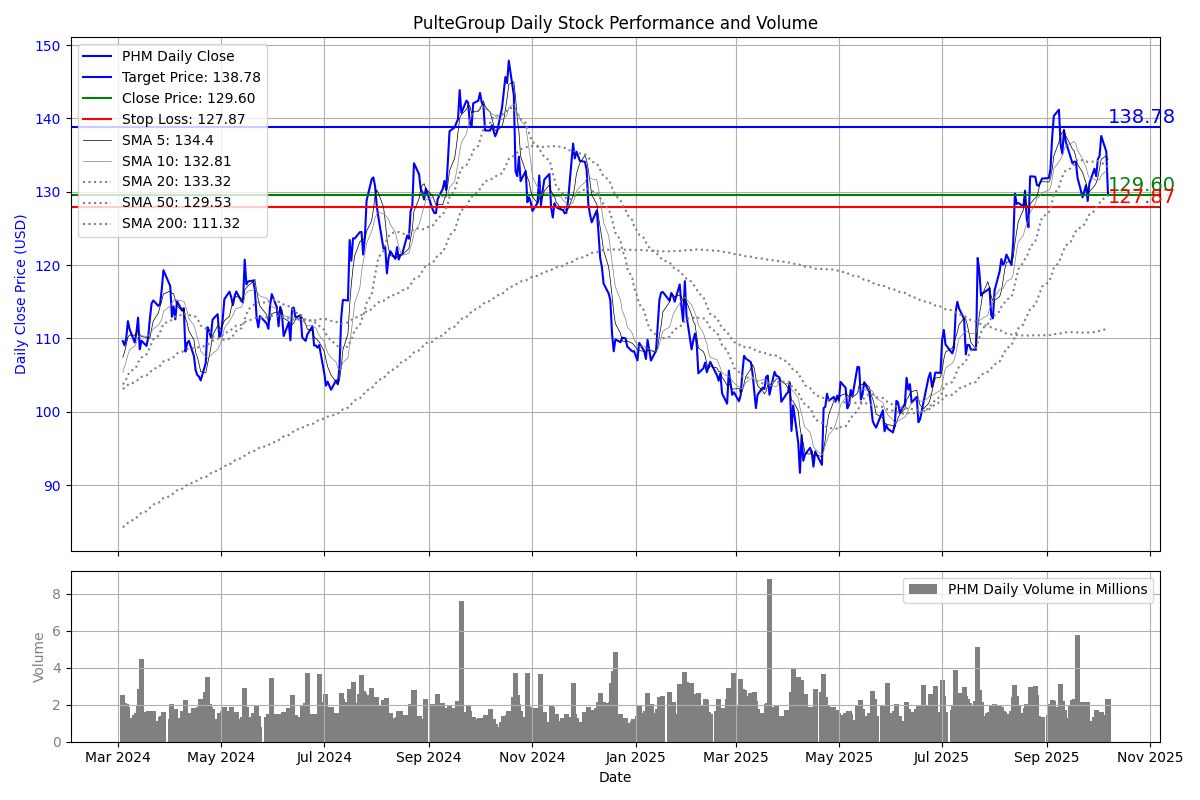 PulteGroup Daily Stock Performance and Volume
150
140
130
120
110
100
90
Daily Close Price (USD)
PHM Daily Close
Target Price: 138.78
Close Price: 129.60
Stop Loss: 127.87
SMA 5: 134.4
SMA 10: 132.81
SMA 20: 133.32
SMA 50: 129.53
SMA 200: 111.32
138.78
129.60
127.87
8
6
4
2
0
Volume
PHM Daily Volume in Millions
Mar 2024 May 2024 Jul 2024 Sep 2024 Nov 2024 Jan 2025 Mar 2025 May 2025 Jul 2025 Sep 2025 Nov 2025
Date